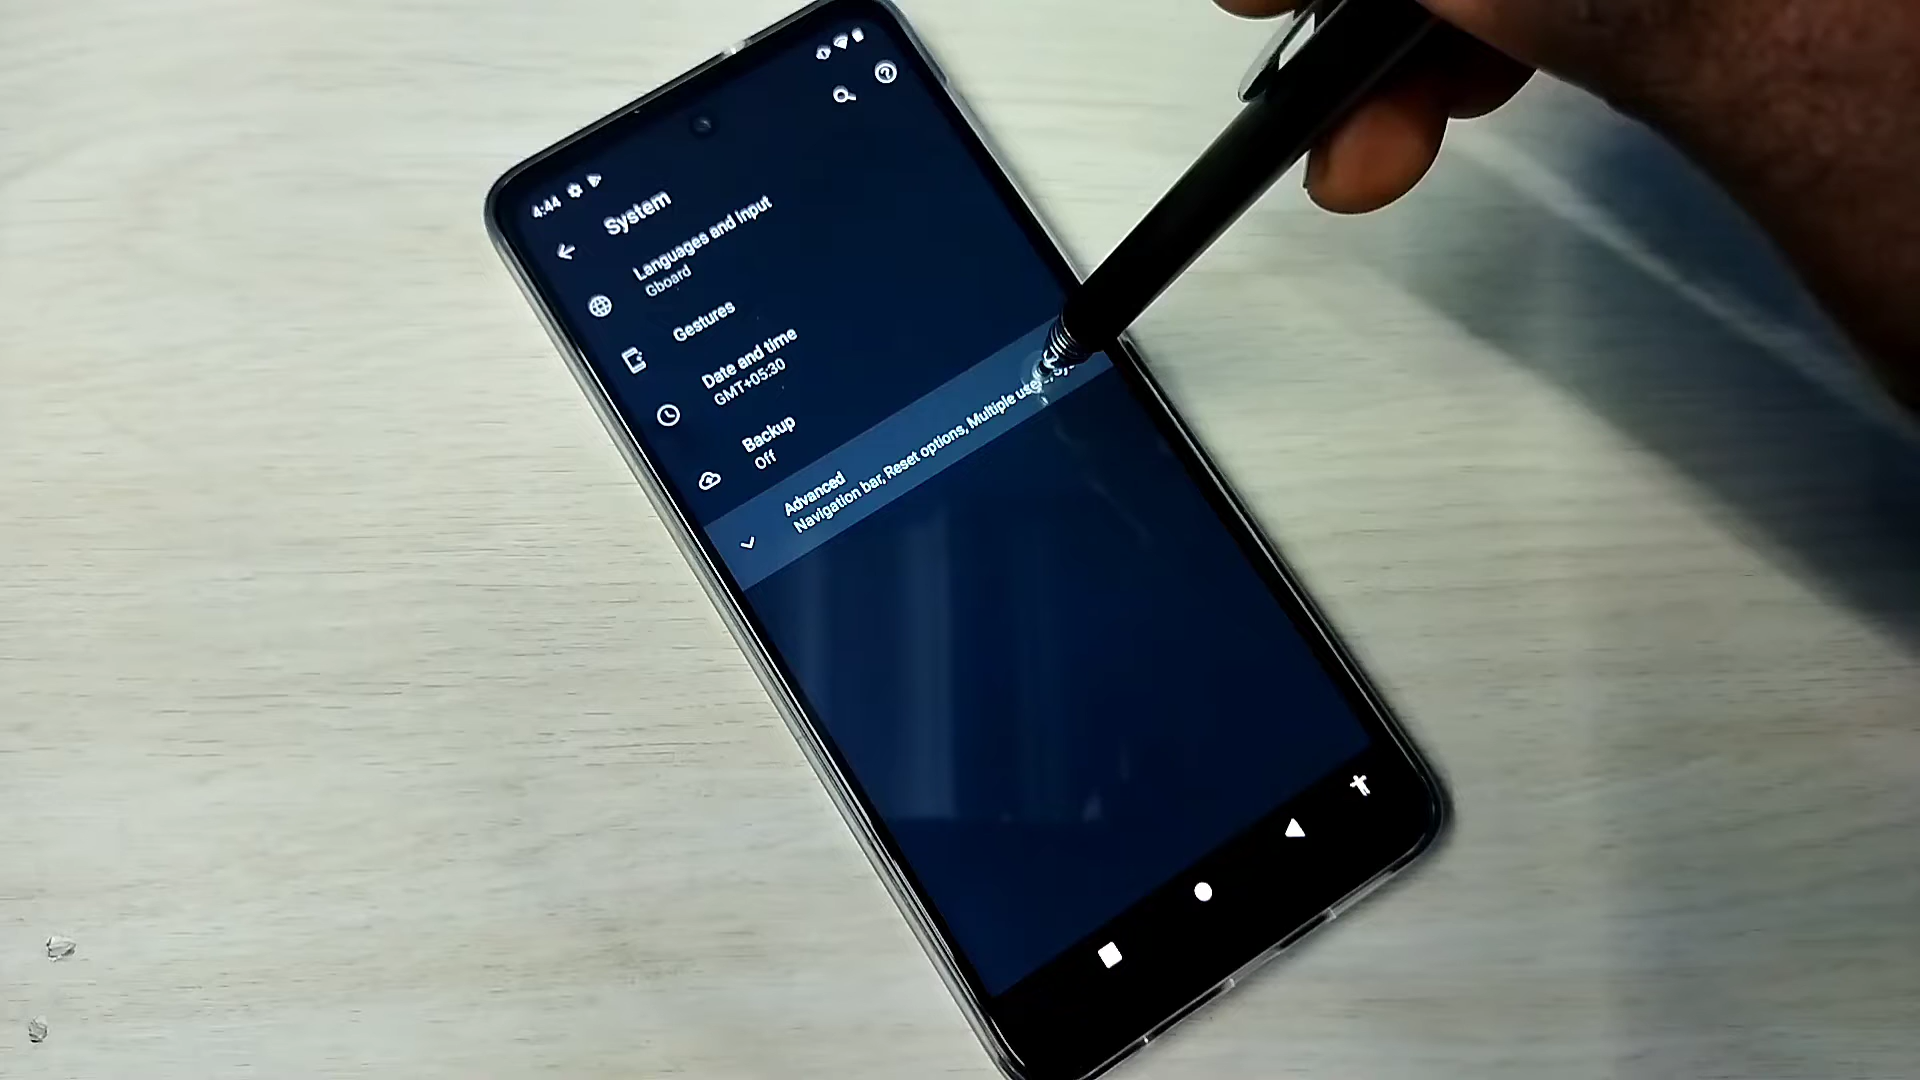 4:44
System
Languages and input
Gboard
Gestures
Date and time
GMT+05:30
Backup
Off
Advanced
Navigation bar, Reset options, Multiple users,